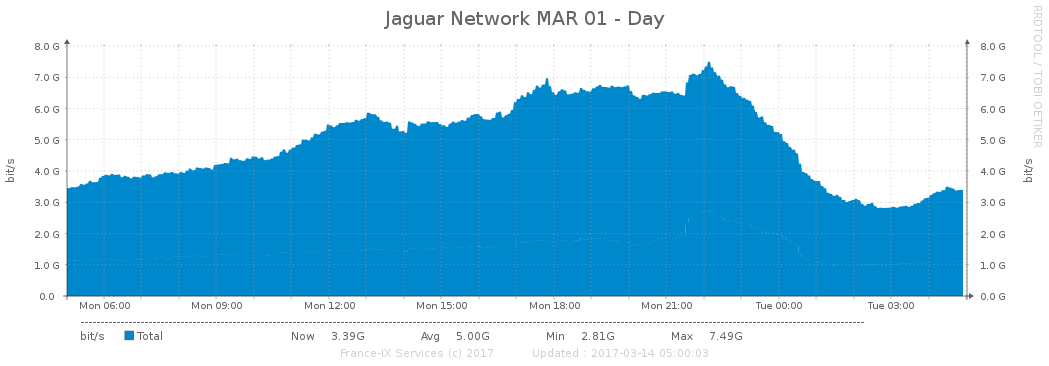 Jaguar Network MAR 01 - Day
RRDTOOL / TOBI OETIKER
8.0 G 8.0 G
7.0 G 7.0 G
6.0 G 6.0 G
5.0 G 5.0 G
4.0 G 4.0 G
3.0 G 3.0 G
2.0 G 2.0 G
1.0 G 1.0 G
0.0 0.0 G
bit/s
bit/s
Mon 06:00 Mon 09:00 Mon 12:00 Mon 15:00 Mon 18:00 Mon 21:00 Tue 00:00 Tue 03:00
bit/s Total Now 3.39G Avg 5.00G Min 2.81G Max 7.49G
France-IX Services (c) 2017 Updated : 2017-03-14 05:00:03